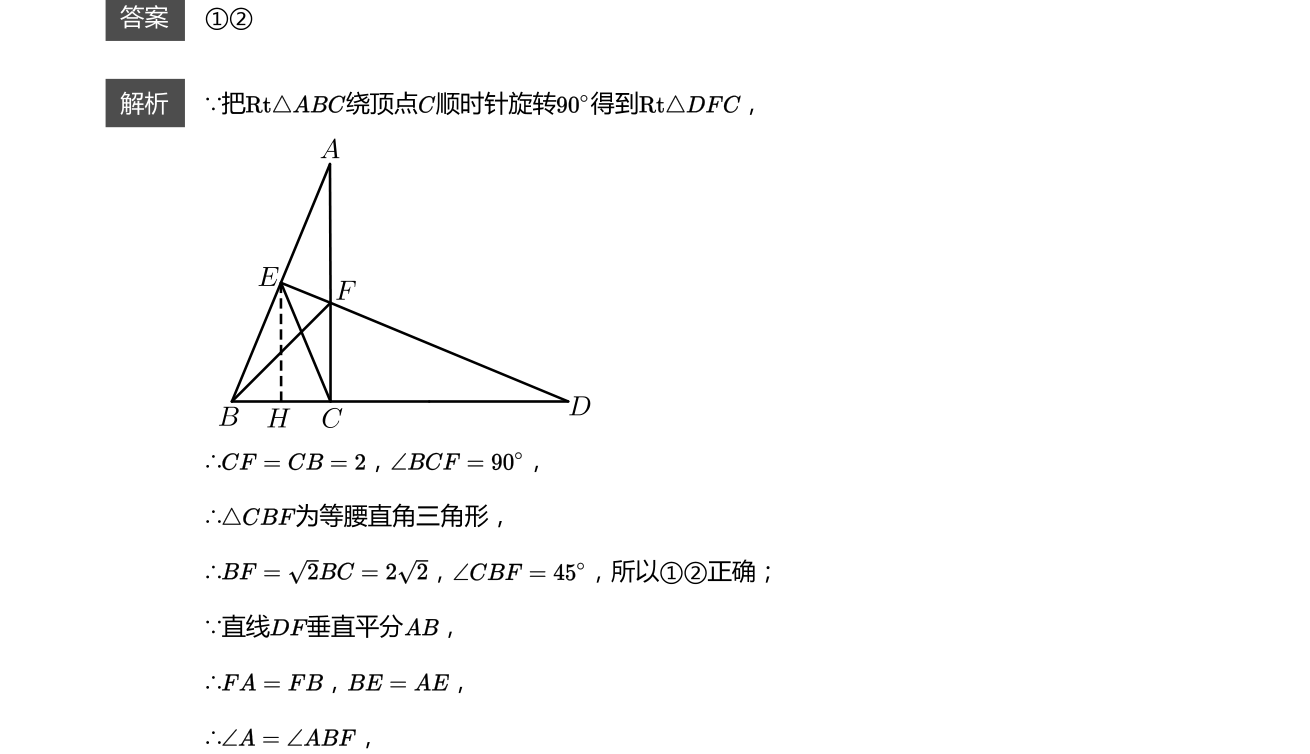 答案 ①②
解析 ∵把Rt△ABC绕顶点C顺时针旋转90°得到Rt△DFC，
A
E
F
B H C D
∴CF = CB = 2，∠BCF = 90°，
∴△CBF为等腰直角三角形，
∴BF = √2BC = 2√2，∠CBF = 45°，所以①②正确；
∵直线DF垂直平分AB，
∴FA = FB，BE = AE，
∴∠A = ∠ABF，